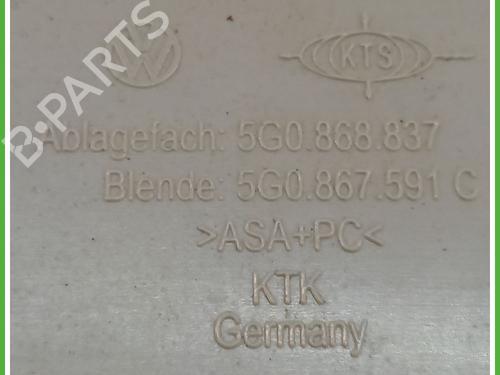 KTS
B-PARTS
Ablagefach: 5G0.868.837
Blende: 5G0.867.591 C
>ASA+PC<
KTK
Germany